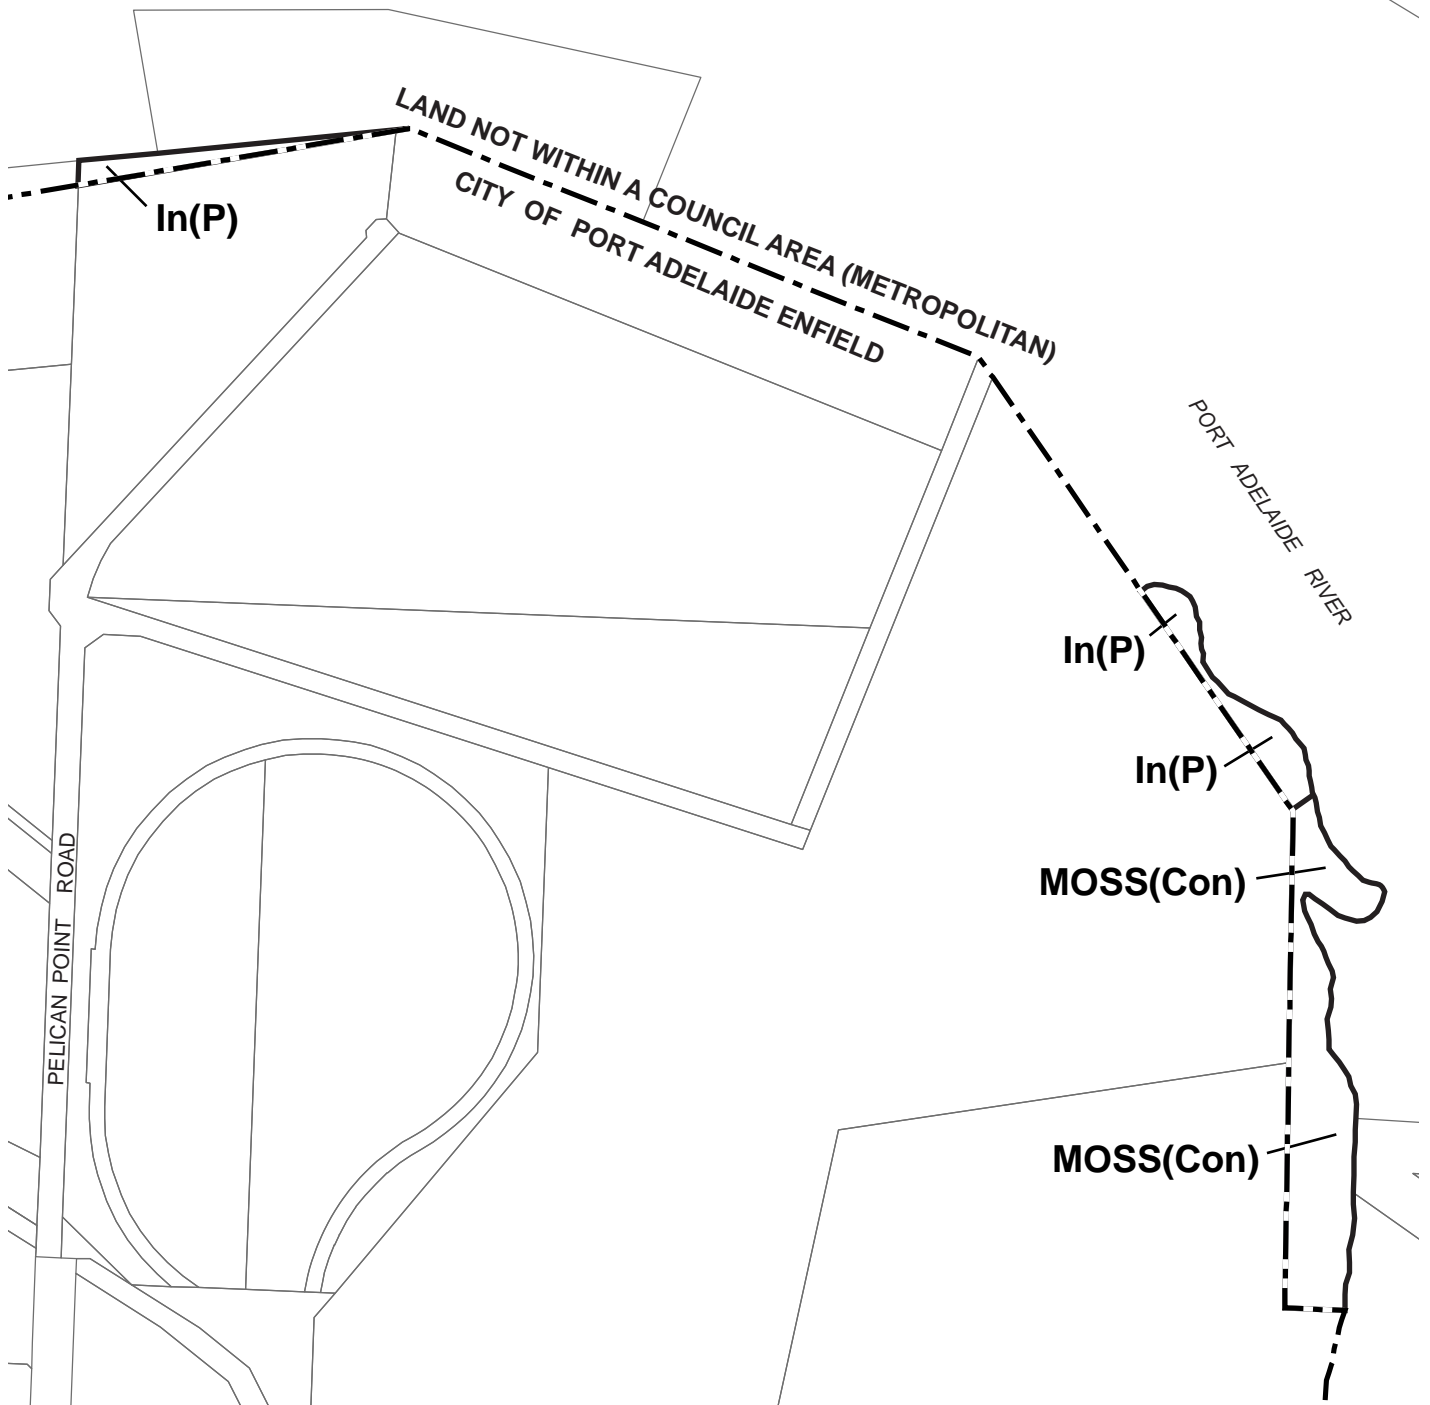 LAND NOT WITHIN A COUNCIL AREA (METROPOLITAN)
CITY OF PORT ADELAIDE ENFIELD
In(P)
PORT ADELAIDE RIVER
In(P)
In(P)
MOSS(Con)
PELICAN POINT ROAD
MOSS(Con)